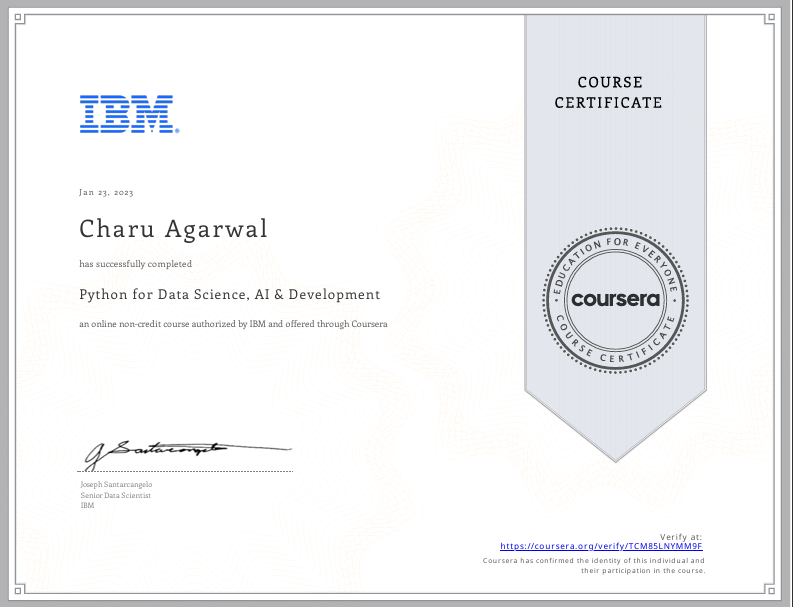 COURSE
CERTIFICATE
IBM®
Jan 23, 2023
Charu Agarwal
has successfully completed
Python for Data Science, AI & Development
an online non-credit course authorized by IBM and offered through Coursera
EDUCATION FOR EVERYONE
coursera
COURSE CERTIFICATE
J Santarcangelo
Joseph Santarcangelo
Senior Data Scientist
IBM
Verify at:
https://coursera.org/verify/TCM85LNYMM9F
Coursera has confirmed the identity of this individual and
their participation in the course.